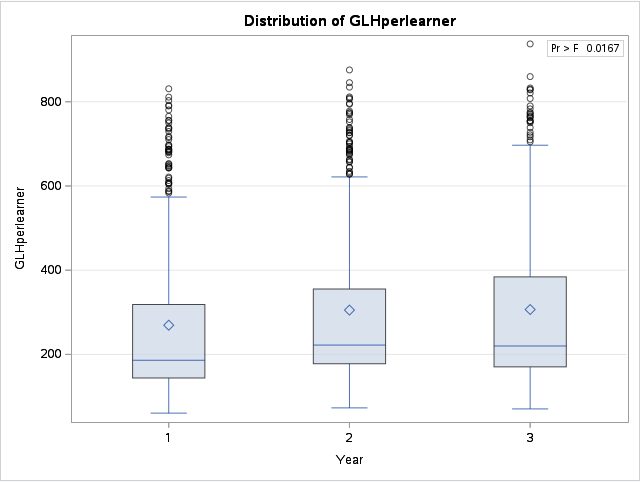 Distribution of GLHperlearner
Pr > F 0.0167
800
600
400
200
GLHperlearner
1 2 3
Year